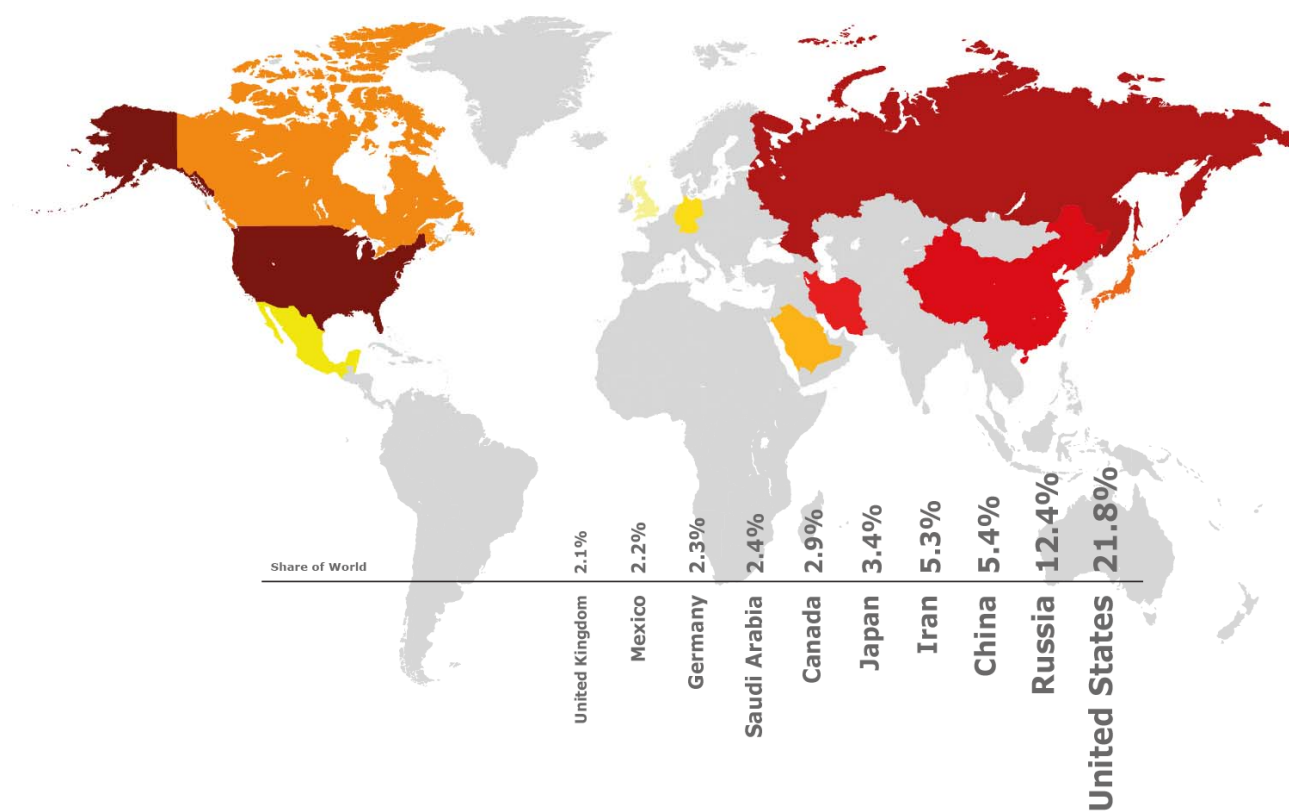 Share of World
2.1%
2.2%
2.3%
2.4%
2.9%
3.4%
5.3%
5.4%
12.4%
21.8%
United Kingdom
Mexico
Germany
Saudi Arabia
Canada
Japan
Iran
China
Russia
United States